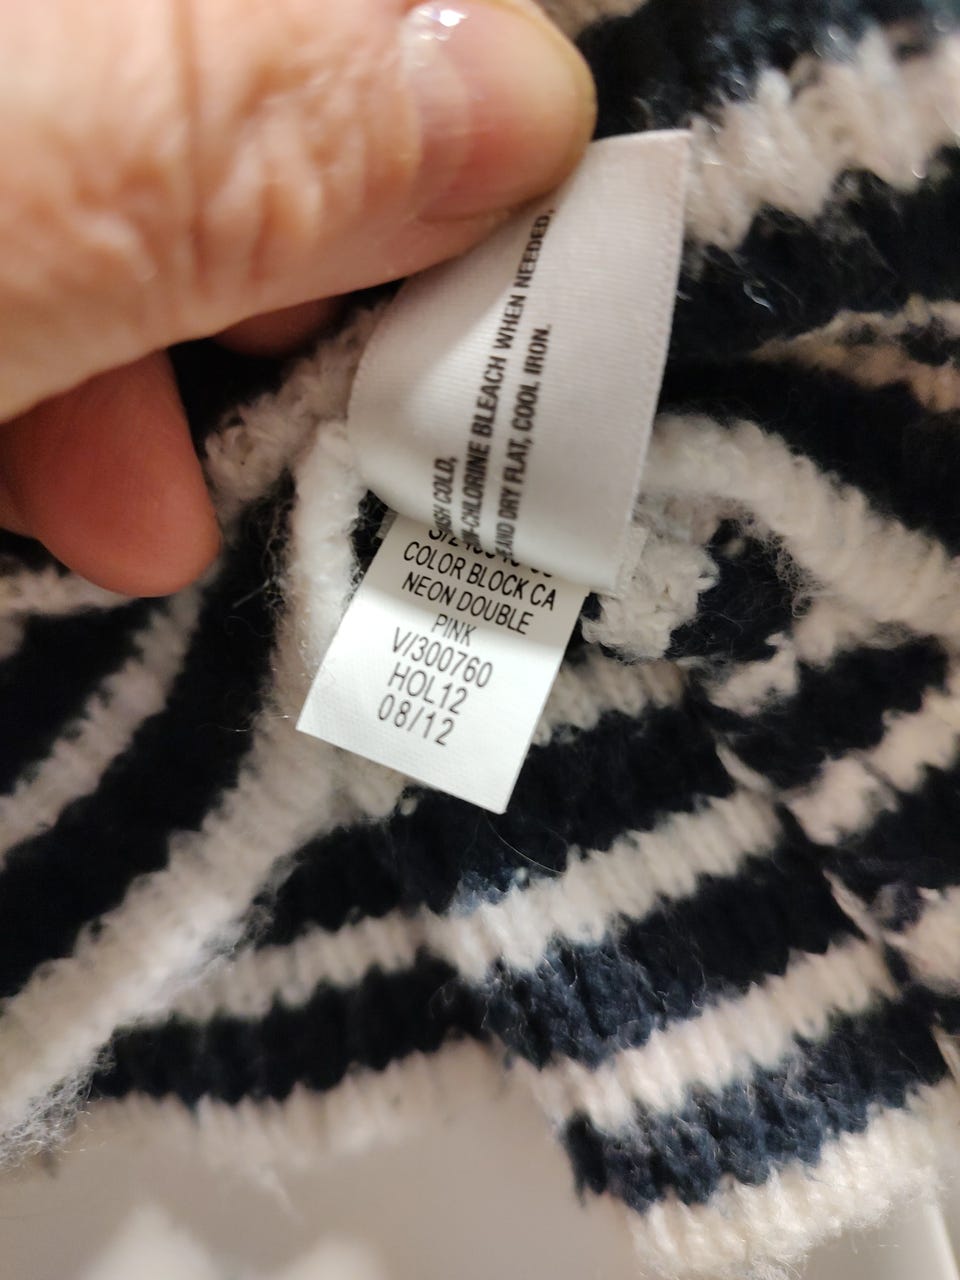 COLD,
-CHLORINE BLEACH WHEN NEEDED,
AND DRY FLAT, COOL IRON.
COLOR BLOCK CA
NEON DOUBLE
PINK
V/300760
HOL12
08/12